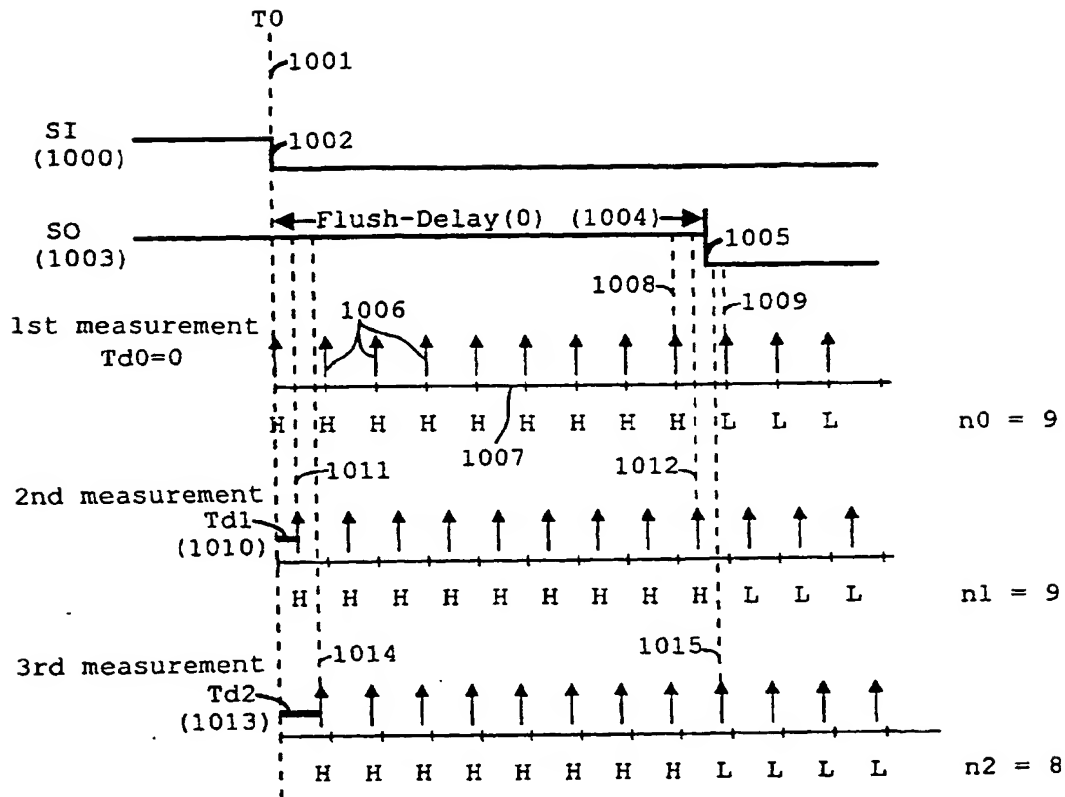 T0
1001
SI
(1000)
1002
Flush-Delay(0) (1004)
SO
(1003)
1005
1008
1009
1006
1st measurement
Td0=0
H H H H H H H H H L L L
n0 = 9
1007
1011
1012
2nd measurement
Td1
(1010)
H H H H H H H H H L L L
n1 = 9
1014
1015
3rd measurement
Td2
(1013)
H H H H H H H H L L L L
n2 = 8